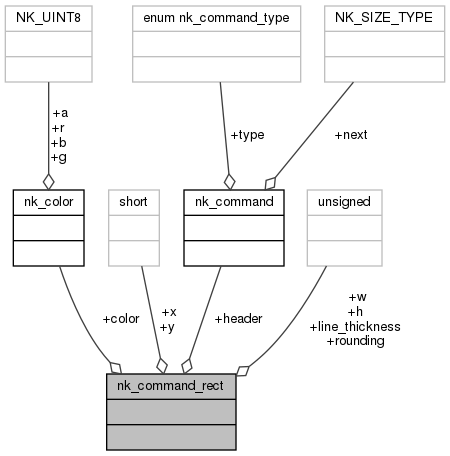 NK_UINT8
enum nk_command_type
NK_SIZE_TYPE
+a
+r
+b
+g
+type
+next
nk_color
short
nk_command
unsigned
+color
+x
+y
+header
+w
+h
+line_thickness
+rounding
nk_command_rect